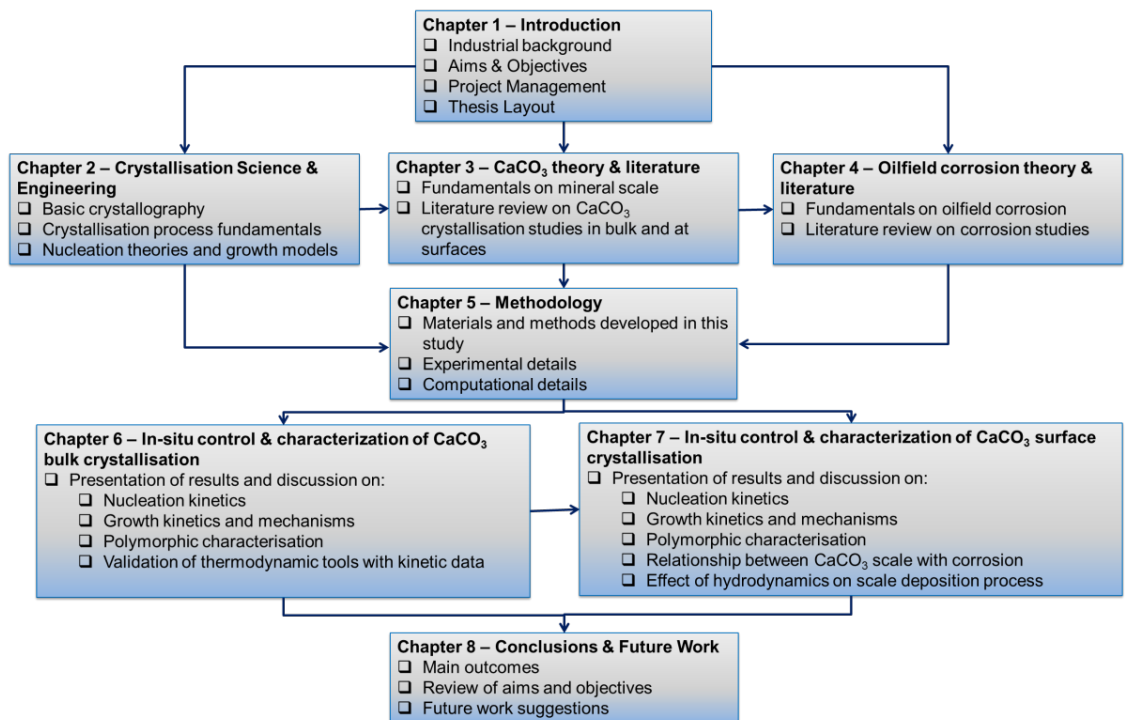 Chapter 1 – Introduction
❑ Industrial background
❑ Aims & Objectives
❑ Project Management
❑ Thesis Layout
Chapter 2 – Crystallisation Science &
Engineering
❑ Basic crystallography
❑ Crystallisation process fundamentals
❑ Nucleation theories and growth models
Chapter 3 – CaCO₃ theory & literature
❑ Fundamentals on mineral scale
❑ Literature review on CaCO₃
crystallisation studies in bulk and at
surfaces
Chapter 4 – Oilfield corrosion theory &
literature
❑ Fundamentals on oilfield corrosion
❑ Literature review on corrosion studies
Chapter 5 – Methodology
❑ Materials and methods developed in this
study
❑ Experimental details
❑ Computational details
Chapter 6 – In-situ control & characterization of CaCO₃
bulk crystallisation
❑ Presentation of results and discussion on:
❑ Nucleation kinetics
❑ Growth kinetics and mechanisms
❑ Polymorphic characterisation
❑ Validation of thermodynamic tools with kinetic data
Chapter 7 – In-situ control & characterization of CaCO₃ surface
crystallisation
❑ Presentation of results and discussion on:
❑ Nucleation kinetics
❑ Growth kinetics and mechanisms
❑ Polymorphic characterisation
❑ Relationship between CaCO₃ scale with corrosion
❑ Effect of hydrodynamics on scale deposition process
Chapter 8 – Conclusions & Future Work
❑ Main outcomes
❑ Review of aims and objectives
❑ Future work suggestions